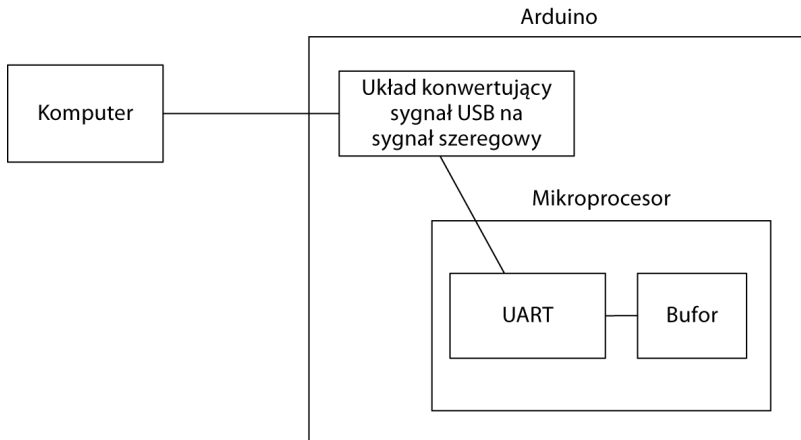 Arduino
Komputer
Układ konwertujący
sygnał USB na
sygnał szeregowy
Mikroprocesor
UART
Bufor